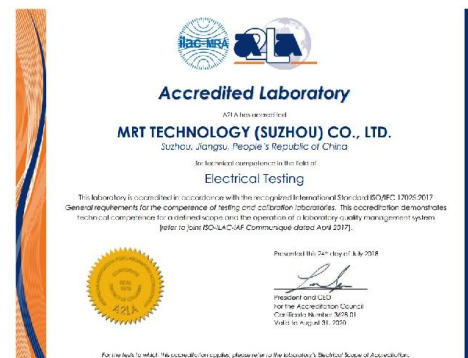 ilac-MRA
A2LA
Accredited Laboratory
A2LA has accredited
MRT TECHNOLOGY (SUZHOU) CO., LTD.
Suzhou, Jiangsu, People's Republic of China
for technical competence in the field of
Electrical Testing
This laboratory is accredited in accordance with the recognized International Standard ISO/IEC 17025:2017
General requirements for the competence of testing and calibration laboratories. This accreditation demonstrates
technical competence for a defined scope and the operation of a laboratory quality management system
(refer to joint ISO-ILAC-IAF Communiqué dated April 2017).
Presented this 24th day of July 2018
President and CEO
For the Accreditation Council
Certificate Number 3628.01
Valid to August 31, 2020
CORPORATE
SEAL
A2LA
For the tests to which this accreditation applies, please refer to the laboratory's Electrical Scope of Accreditation.